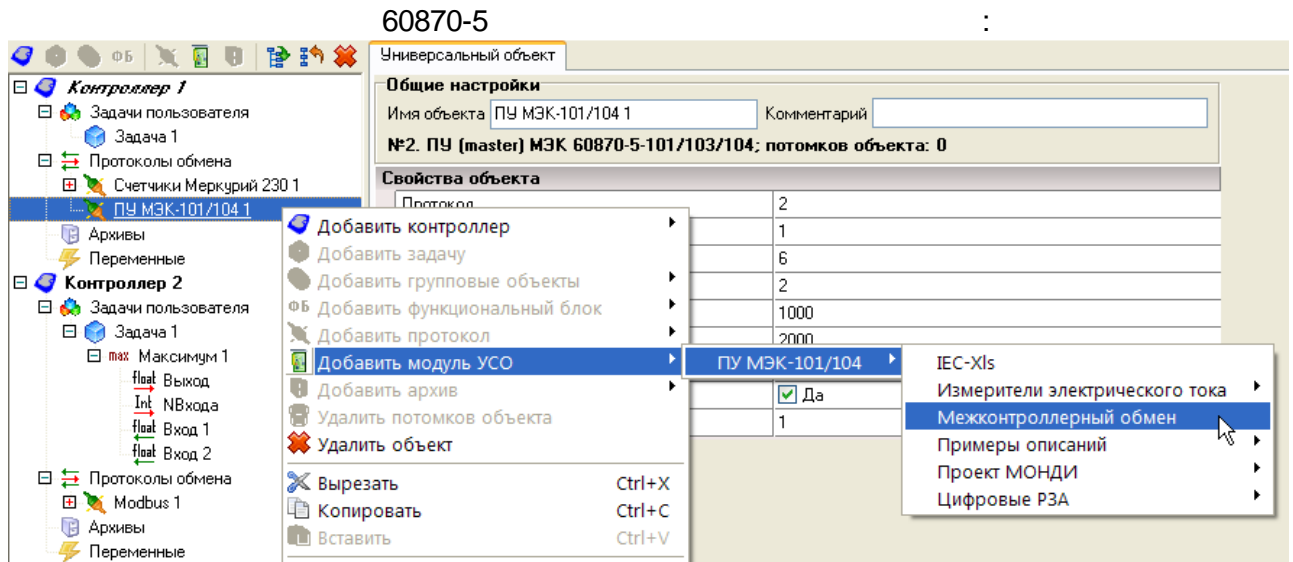 60870-5 :
ФБ
Универсальный объект
Контроллер 1
Задачи пользователя
Задача 1
Протоколы обмена
Счетчики Меркурий 230 1
ПУ МЭК-101/104 1
Архивы
Переменные
Контроллер 2
Задачи пользователя
Задача 1
max Максимум 1
float Выход
Int NВхода
float Вход 1
float Вход 2
Протоколы обмена
Modbus 1
Архивы
Переменные
Общие настройки
Имя объекта ПУ МЭК-101/104 1 Комментарий
№2. ПУ (master) МЭК 60870-5-101/103/104; потомков объекта: 0
Свойства объекта
Протокол 2
1
6
2
1000
2000
Да
1
Добавить контроллер
Добавить задачу
Добавить групповые объекты
ФБ Добавить функциональный блок
Добавить протокол
Добавить модуль УСО
Добавить архив
Удалить потомков объекта
Удалить объект
Вырезать Ctrl+X
Копировать Ctrl+C
Вставить Ctrl+V
ПУ МЭК-101/104
IEC-Xls
Измерители электрического тока
Межконтроллерный обмен
Примеры описаний
Проект МОНДИ
Цифровые РЗА